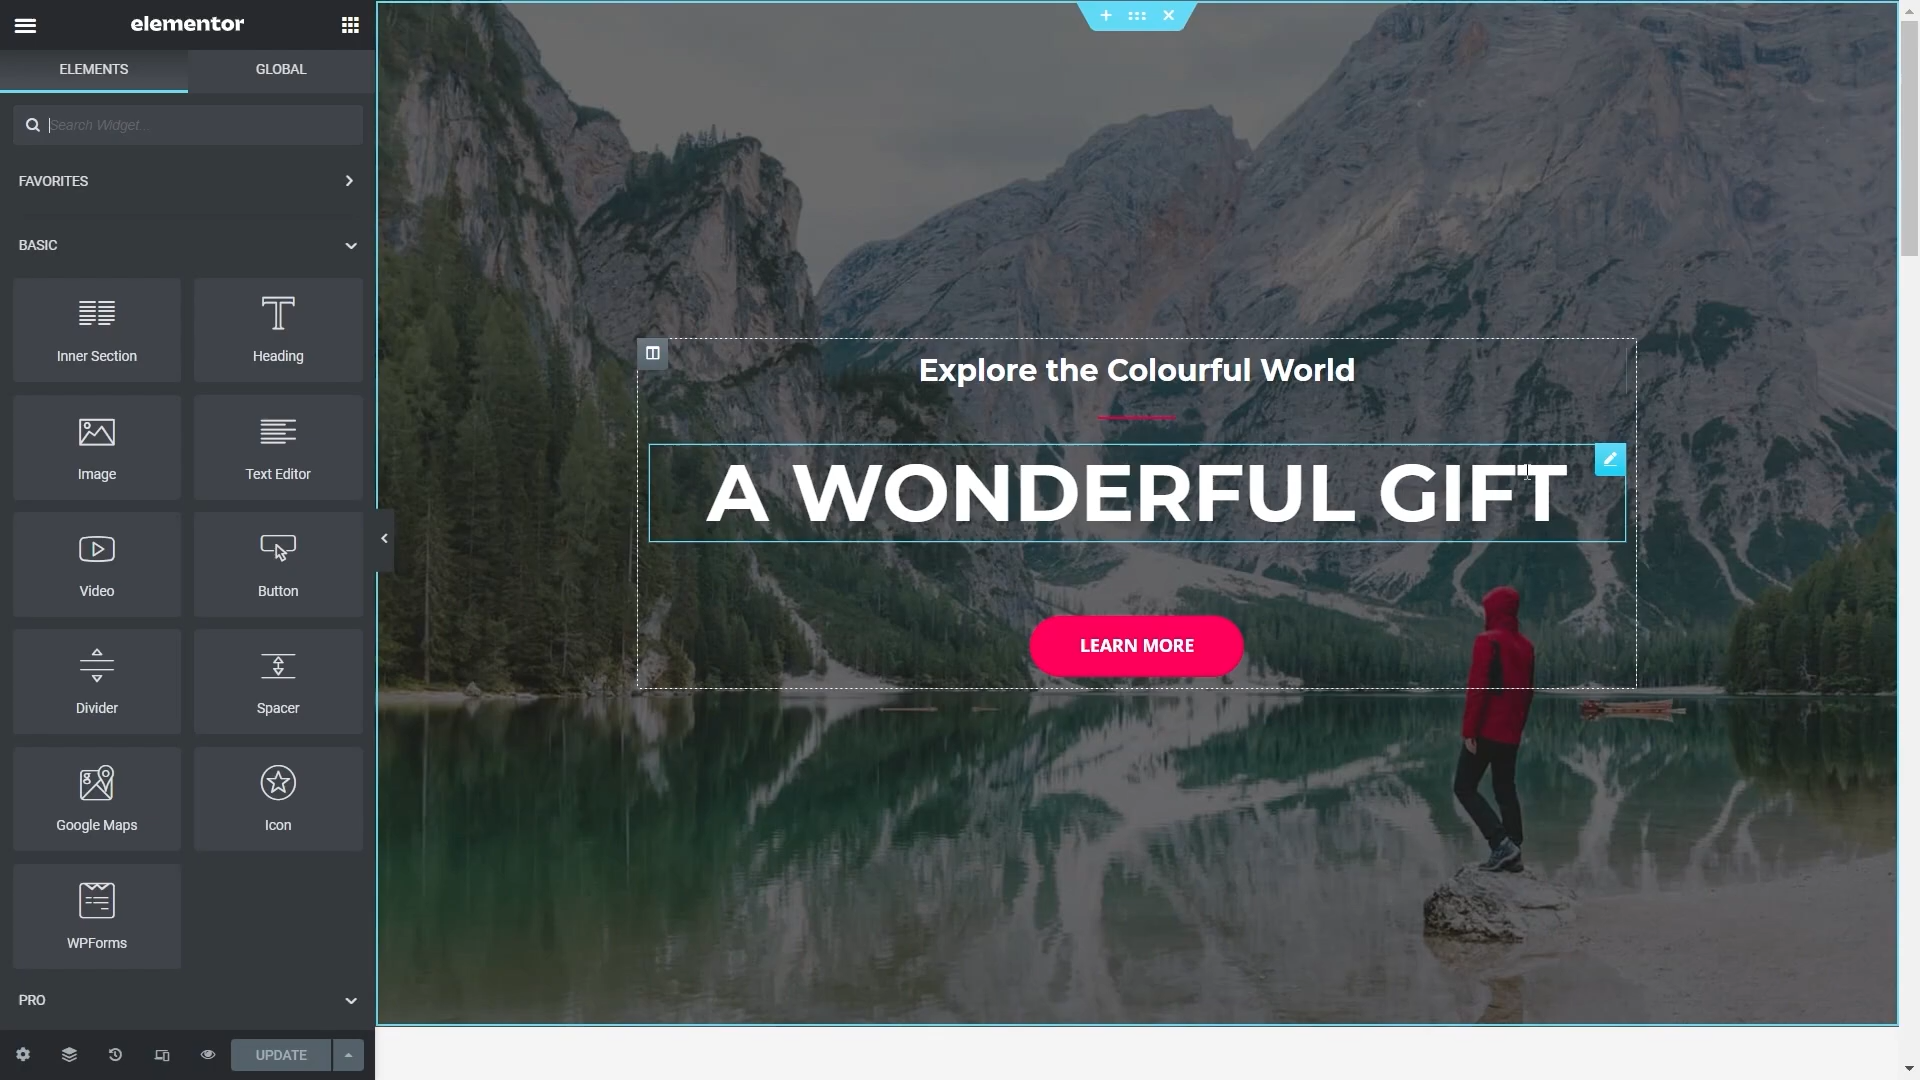 elementor
ELEMENTS
GLOBAL
Search Widget...
FAVORITES
BASIC
Inner Section
Heading
Image
Text Editor
Video
Button
Divider
Spacer
Google Maps
Icon
WPForms
PRO
UPDATE
Explore the Colourful World
A WONDERFUL GIFT
LEARN MORE